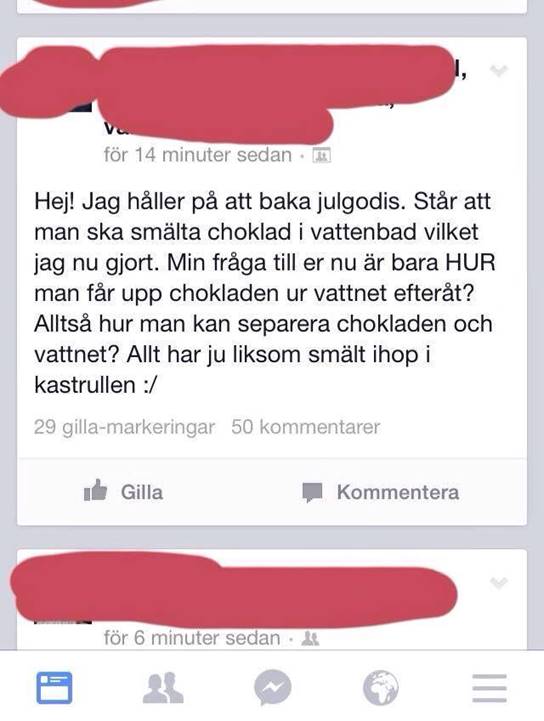 för 14 minuter sedan ·
Hej! Jag håller på att baka julgodis. Står att
man ska smälta choklad i vattenbad vilket
jag nu gjort. Min fråga till er nu är bara HUR
man får upp chokladen ur vattnet efteråt?
Alltså hur man kan separera chokladen och
vattnet? Allt har ju liksom smält ihop i
kastrullen :/
29 gilla-markeringar 50 kommentarer
Gilla Kommentera
för 6 minuter sedan ·